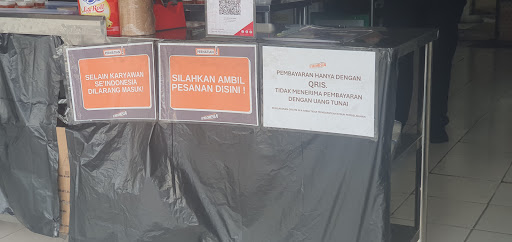 SELAIN KARYAWAN
SE'INDONESIA
DILARANG MASUK!
SILAHKAN AMBIL
PESANAN DISINI !
PEMBAYARAN HANYA DENGAN
QRIS.
TIDAK MENERIMA PEMBAYARAN
DENGAN UANG TUNAI